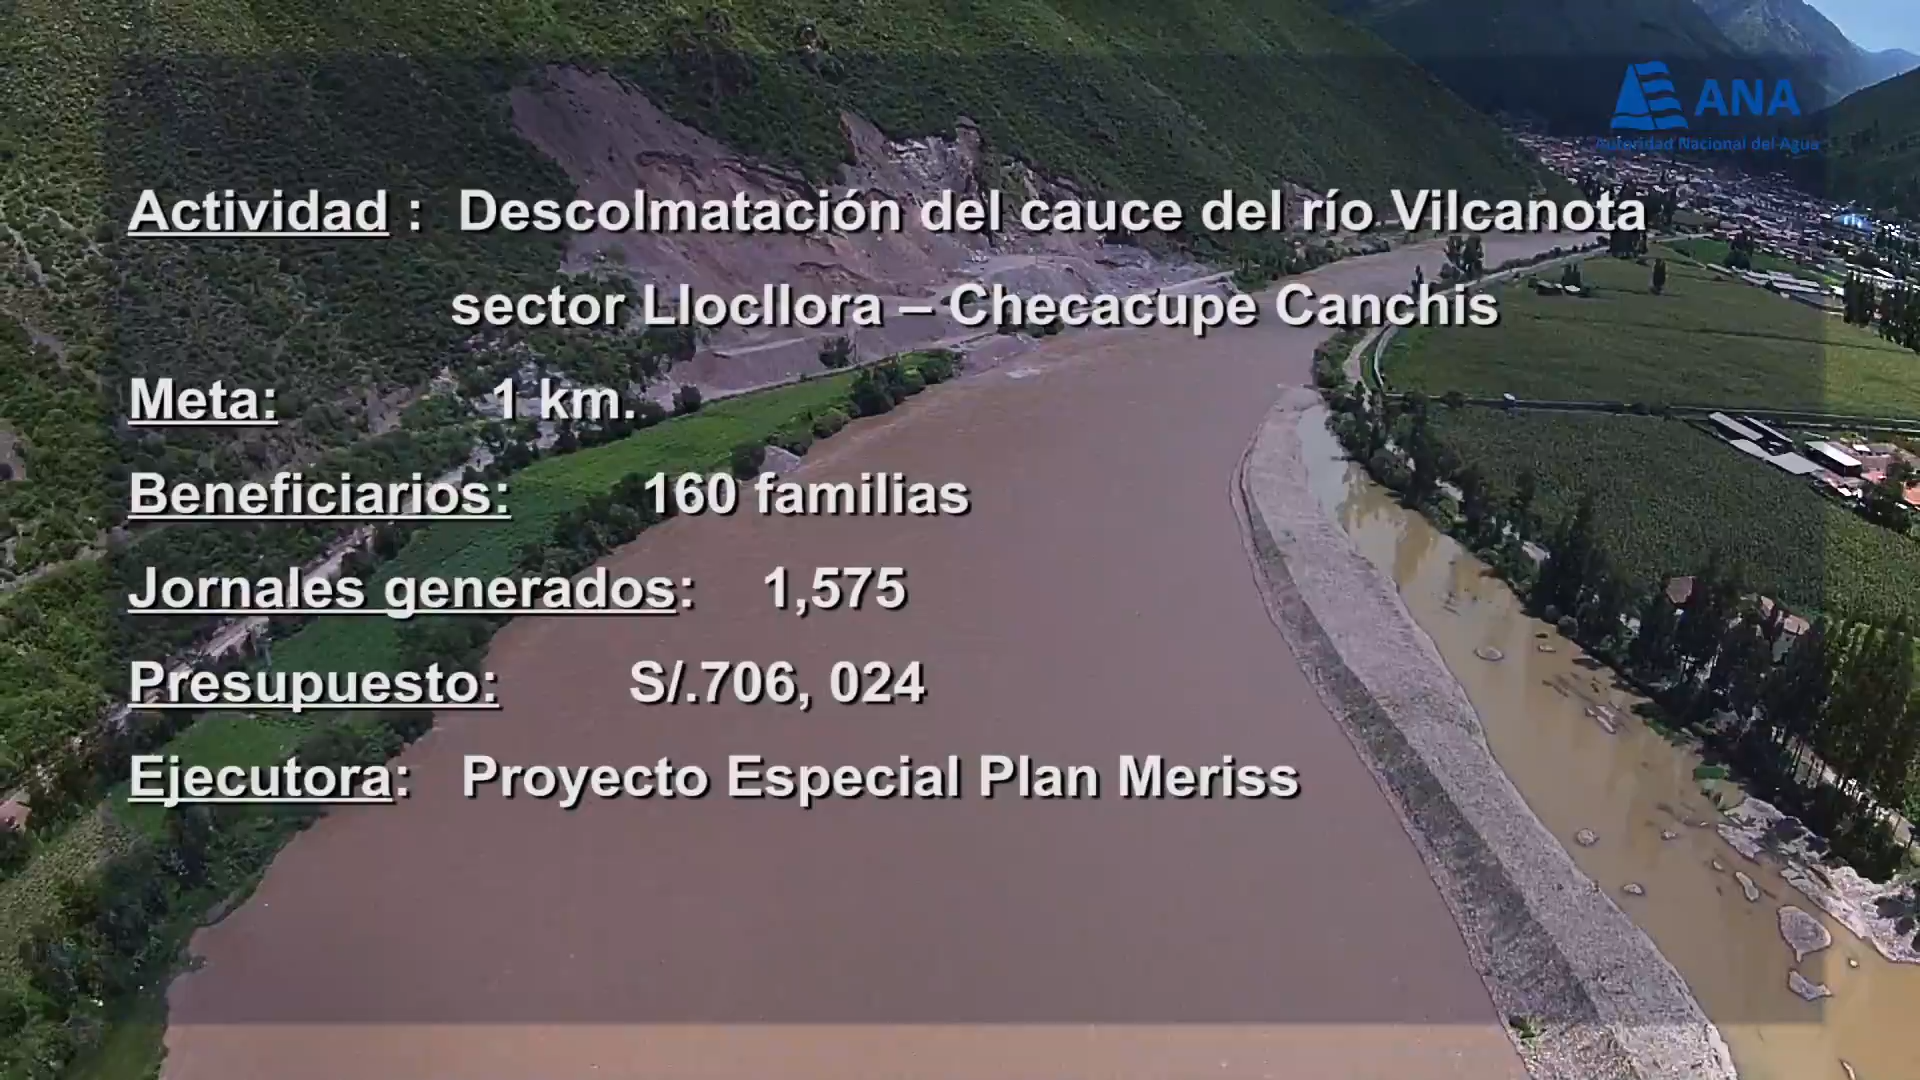 ANA
Autoridad Nacional del Agua
Actividad : Descolmatación del cauce del río Vilcanota
sector Llocllora – Checacupe Canchis
Meta: 1 km.
Beneficiarios: 160 familias
Jornales generados: 1,575
Presupuesto: S/.706, 024
Ejecutora: Proyecto Especial Plan Meriss